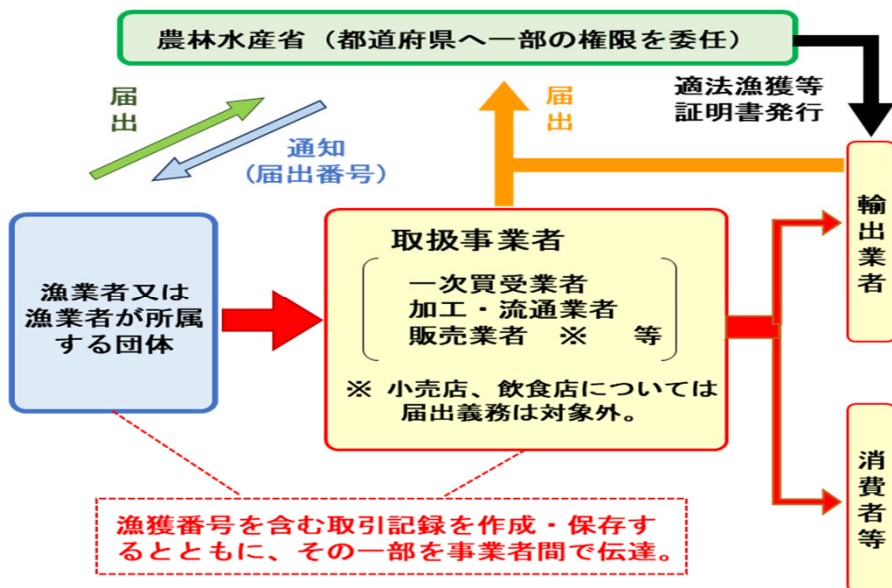 農林水産省（都道府県へ一部の権限を委任）
届出
通知
（届出番号）
届出
適法漁獲等
証明書発行
漁業者又は
漁業者が所属
する団体
取扱事業者
一次買受業者
加工・流通業者
販売業者　※　等
※ 小売店、飲食店については
届出義務は対象外。
輸出業者
消費者等
漁獲番号を含む取引記録を作成・保存す
るとともに、その一部を事業者間で伝達。